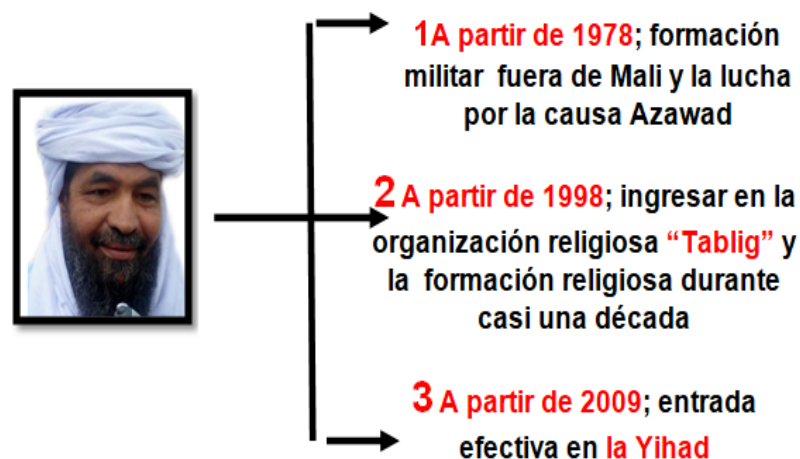 1A partir de 1978; formación
militar fuera de Mali y la lucha
por la causa Azawad
2 A partir de 1998; ingresar en la
organización religiosa “Tablig” y
la formación religiosa durante
casi una década
3 A partir de 2009; entrada
efectiva en la Yihad